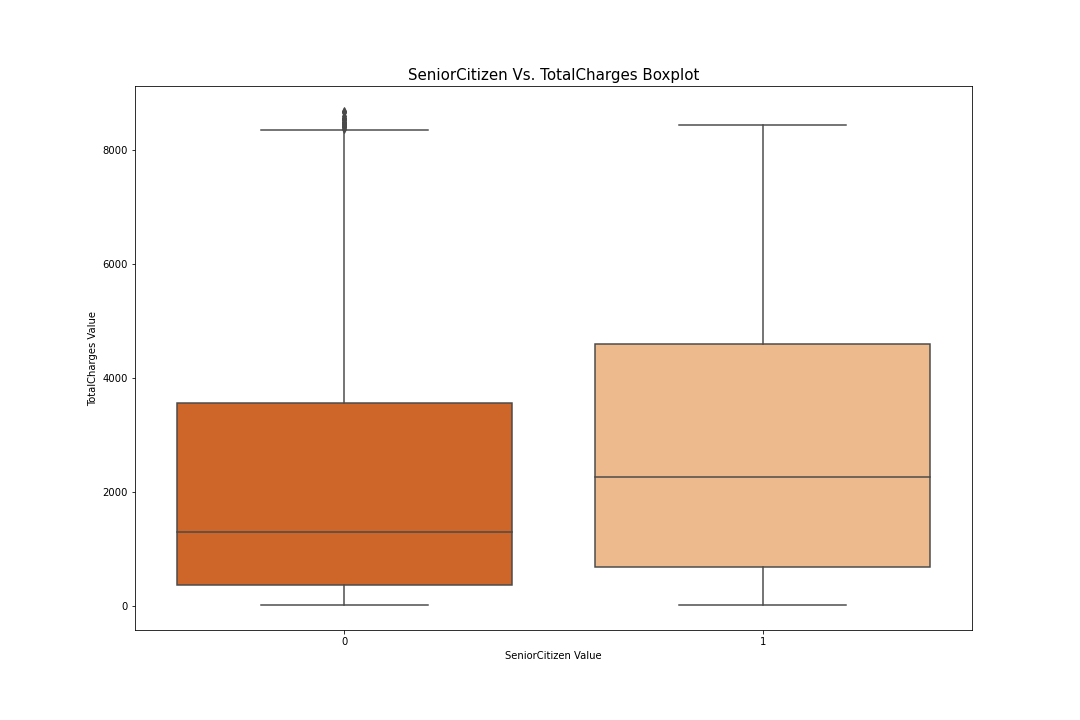 SeniorCitizen Vs. TotalCharges Boxplot
8000
6000
4000
2000
0
TotalCharges Value
0 1
SeniorCitizen Value